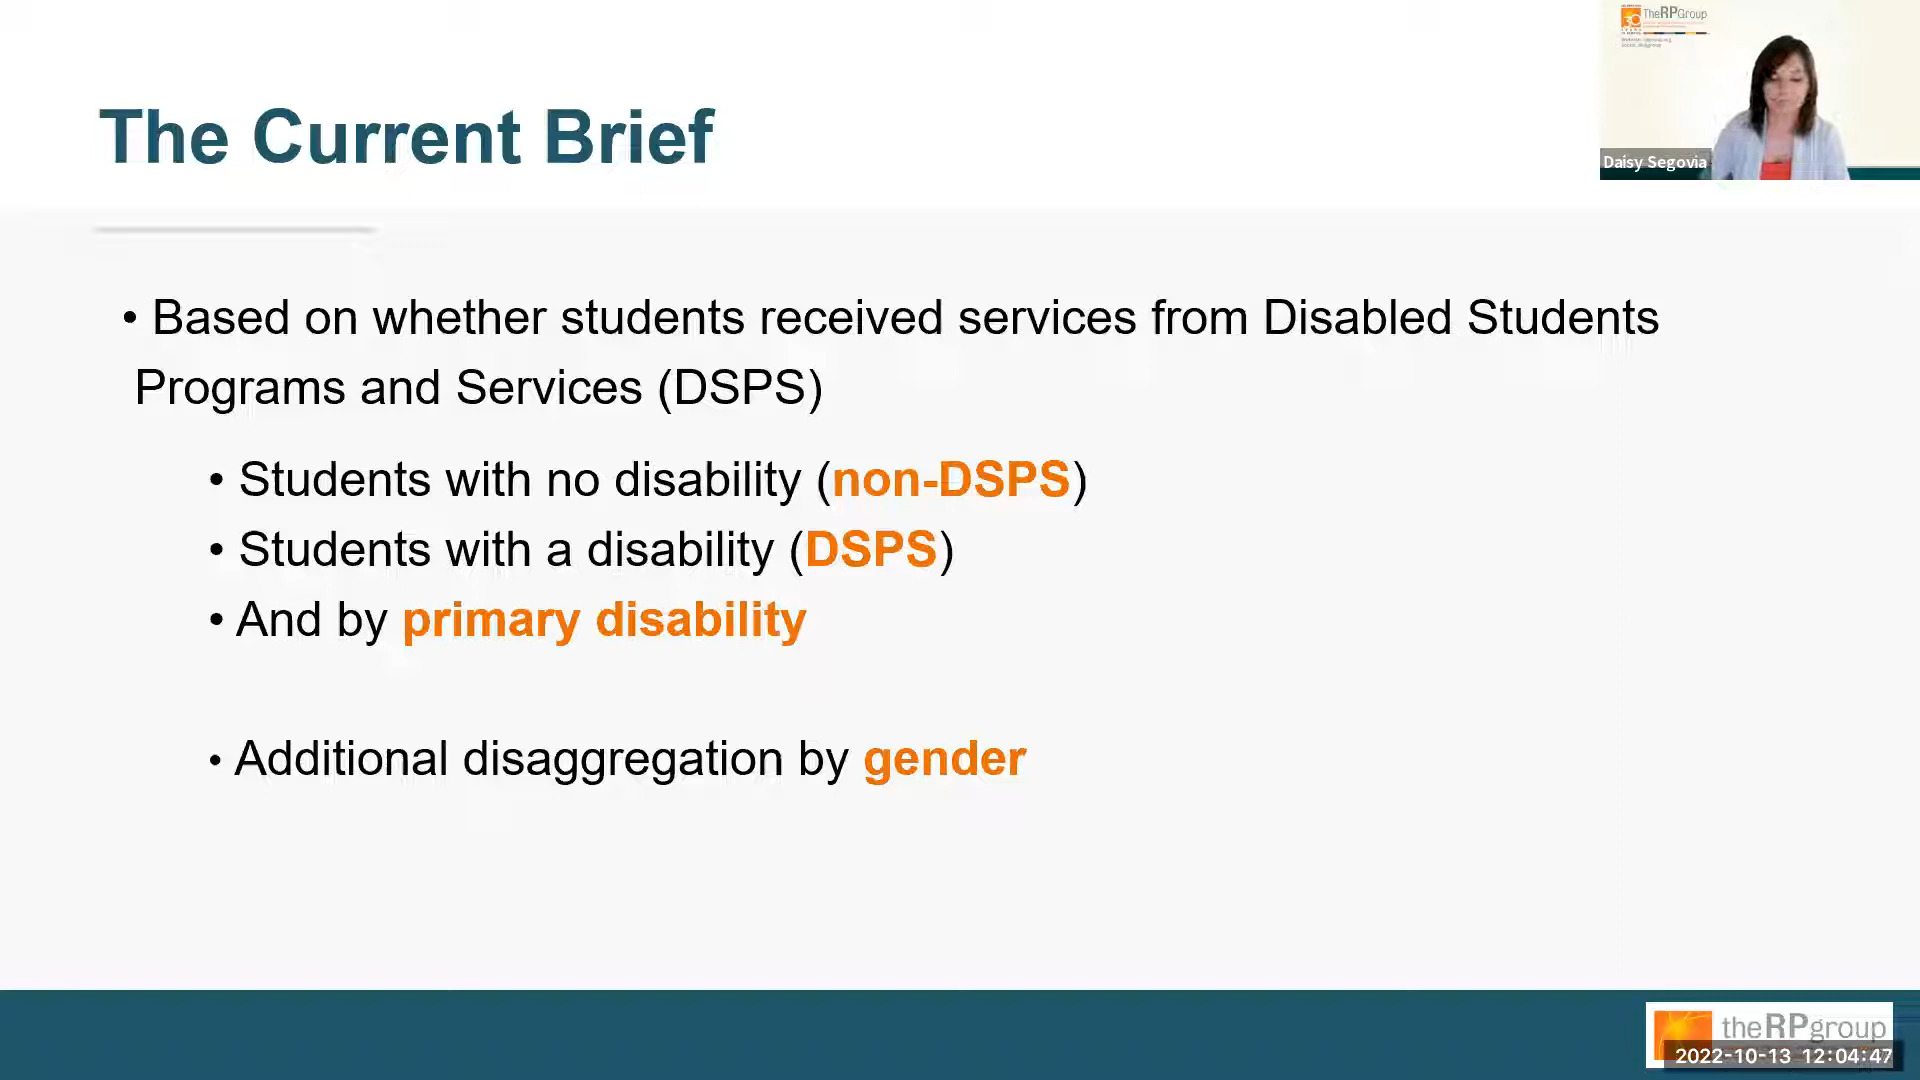 TheRPGroup
The Current Brief
Daisy Segovia
• Based on whether students received services from Disabled Students
Programs and Services (DSPS)
• Students with no disability (non-DSPS)
• Students with a disability (DSPS)
• And by primary disability
• Additional disaggregation by gender
theRPgroup
2022-10-13 12:04:47